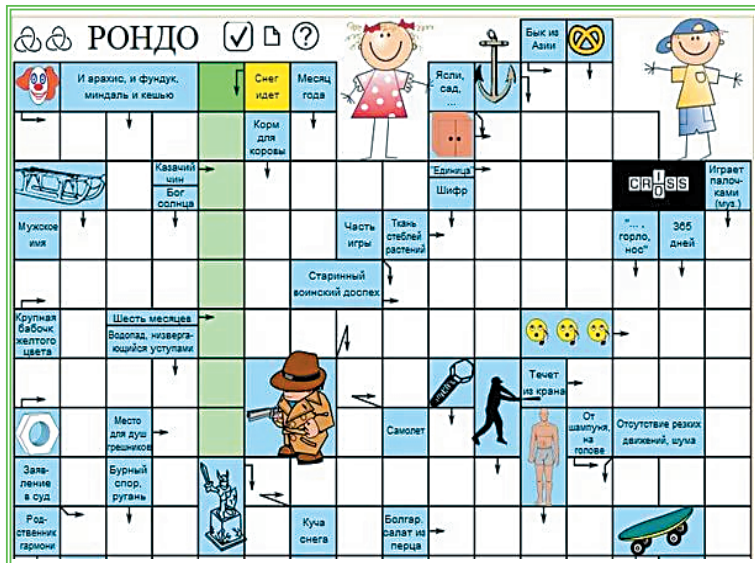 РОНДО
Бык из
Азии
И арахис, и фундук,
миндаль и кешью
Снег
идет
Месяц
года
Ясли,
сад,
...
Корм
для
коровы
Казачий
чин
Бог
солнца
"Единица"
Шифр
CRIOSS
Играет
палоч-
ками
(муз.)
Мужское
имя
Часть
игры
Ткань
стеблей
растений
"... ,
горло,
нос"
365
дней
Старинный
воинский доспех
Крупная
бабочк
желтого
цвета
Шесть месяцев
Водопад, низверга-
ющийся уступами
Течет
из крана
Место
для душ
грешников
Самолет
От
шампуня,
на
голове
Отсутствие резких
движений, шума
Заяв-
ление
в суд
Бурный
спор,
ругань
Род-
ственник
гармони
Куча
снега
Болгар.
салат из
перца